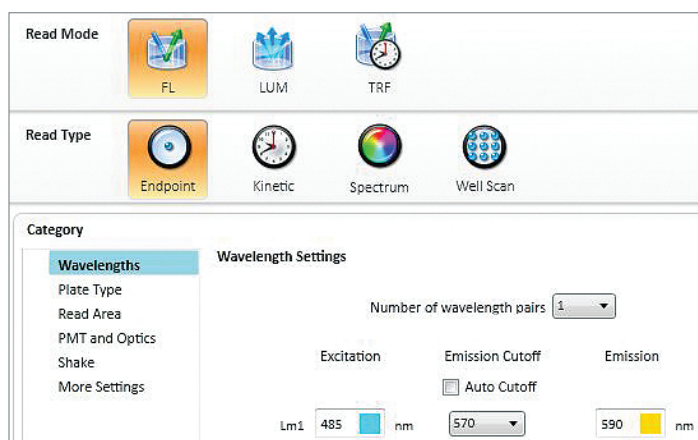 Read Mode
FL LUM TRF
Read Type
Endpoint Kinetic Spectrum Well Scan
Category
Wavelengths
Plate Type
Read Area
PMT and Optics
Shake
More Settings
Wavelength Settings
Number of wavelength pairs 1
Excitation Emission Cutoff Emission
Auto Cutoff
Lm1 485 nm 570 590 nm